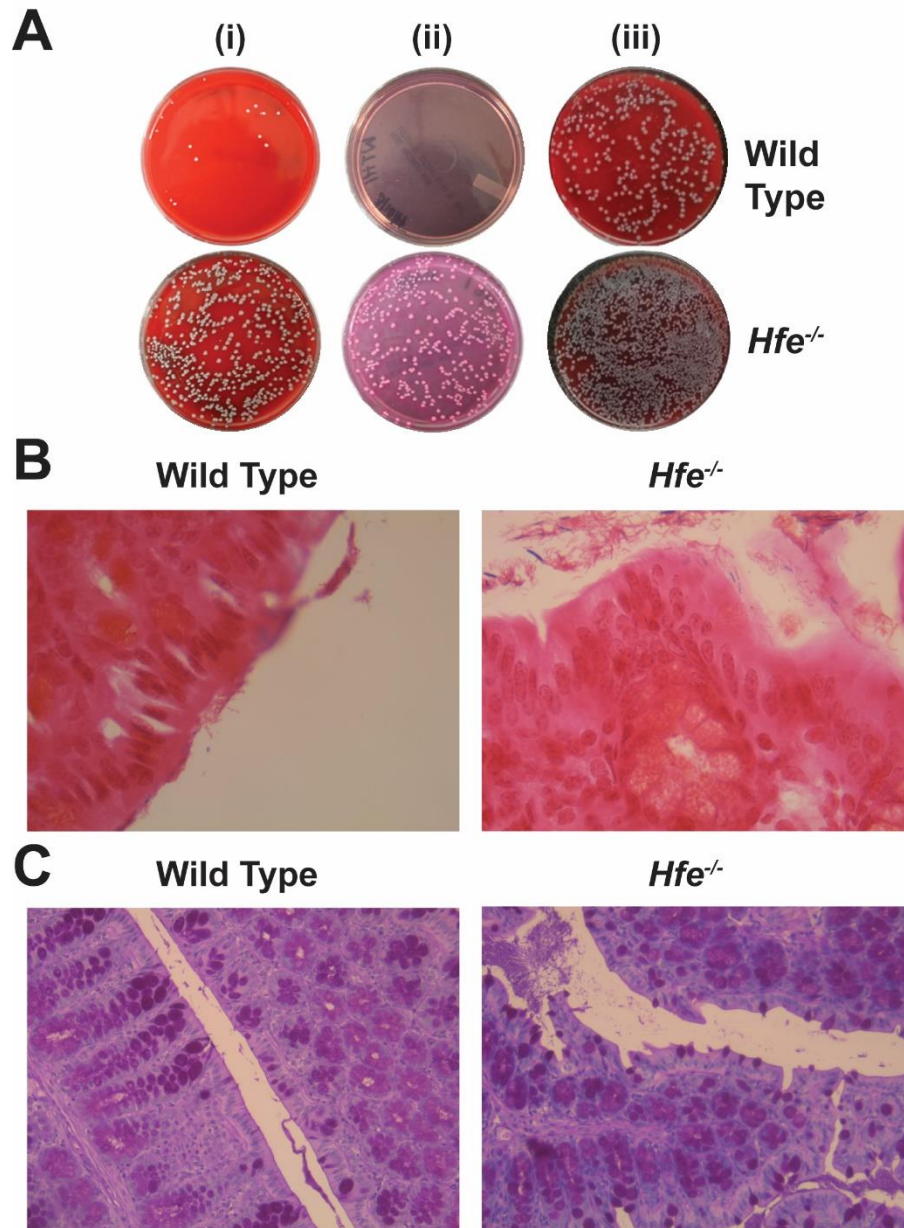 A
(i) (ii) (iii)
Wild
Type
Hfe-/-
B
Wild Type Hfe-/-
C
Wild Type Hfe-/-